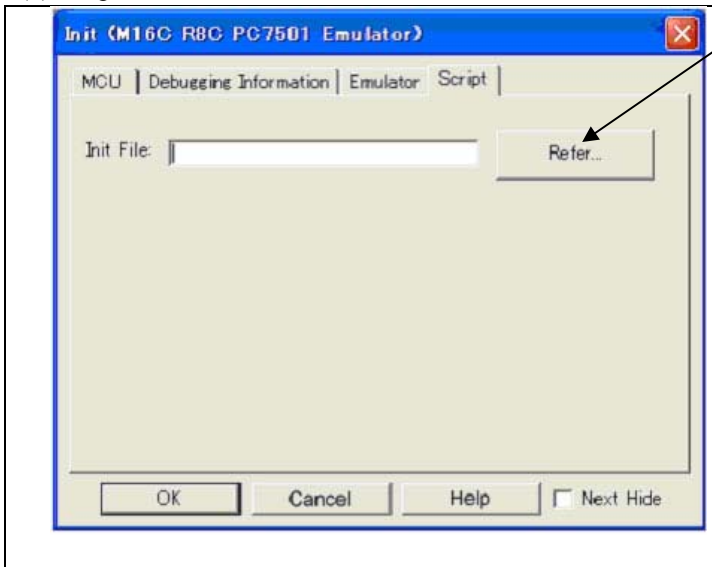 Init (M16C R8C PC7501 Emulator)
MCU Debugging Information Emulator Script
Init File: Refer...
OK Cancel Help Next Hide